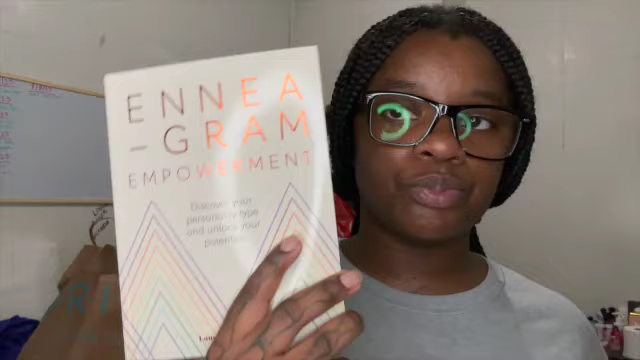 ENNEA
-GRAM
EMPOWERMENT
Discover your
personality type
and unlock your
potential